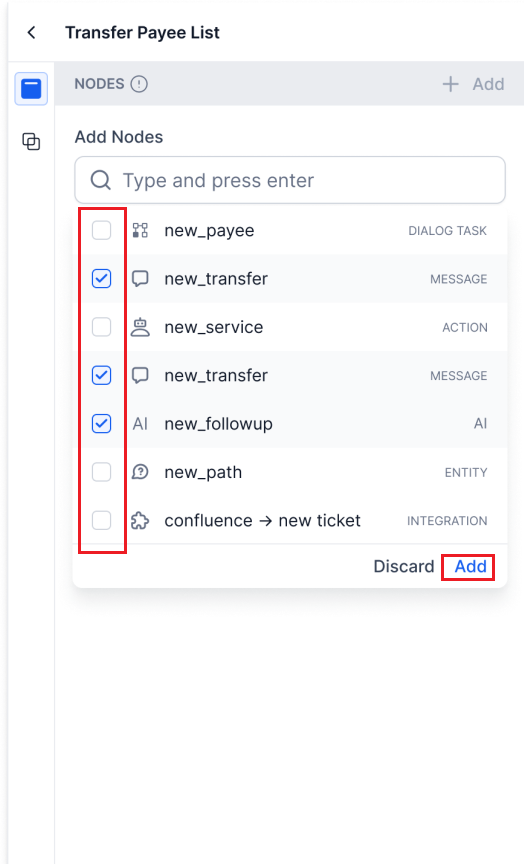 Transfer Payee List
NODES + Add
Add Nodes
Type and press enter
new_payee DIALOG TASK
new_transfer MESSAGE
new_service ACTION
new_transfer MESSAGE
AI new_followup AI
new_path ENTITY
confluence → new ticket INTEGRATION
Discard Add